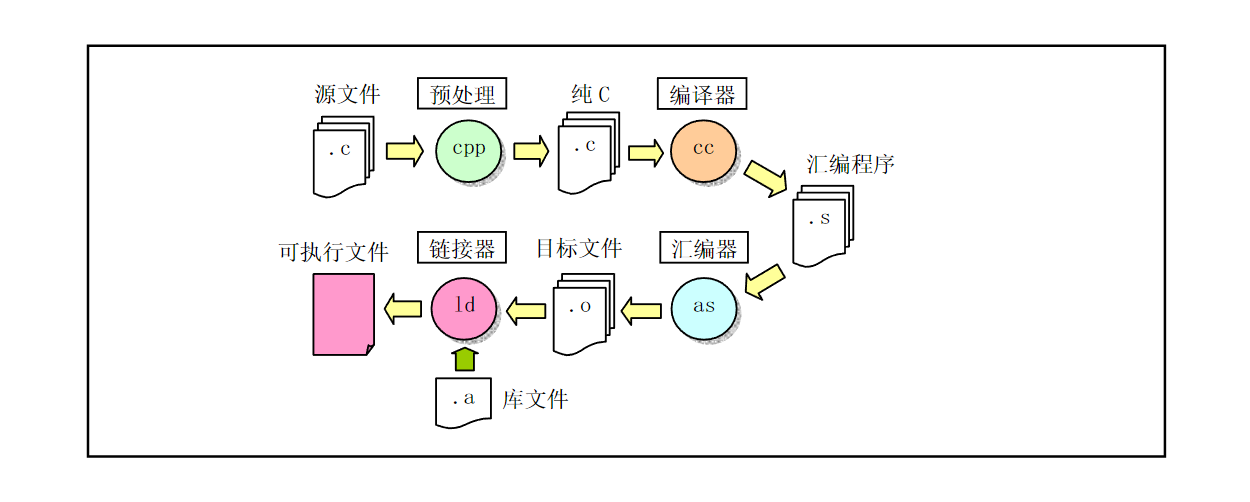 源文件
预处理
纯 C
编译器
.c
cpp
.c
cc
汇编程序
.s
可执行文件
链接器
目标文件
汇编器
ld
.o
as
.a
库文件